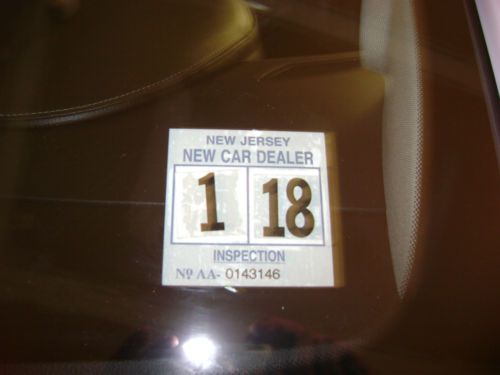 NEW JERSEY
NEW CAR DEALER
1 18
INSPECTION
Nº AA- 0143146